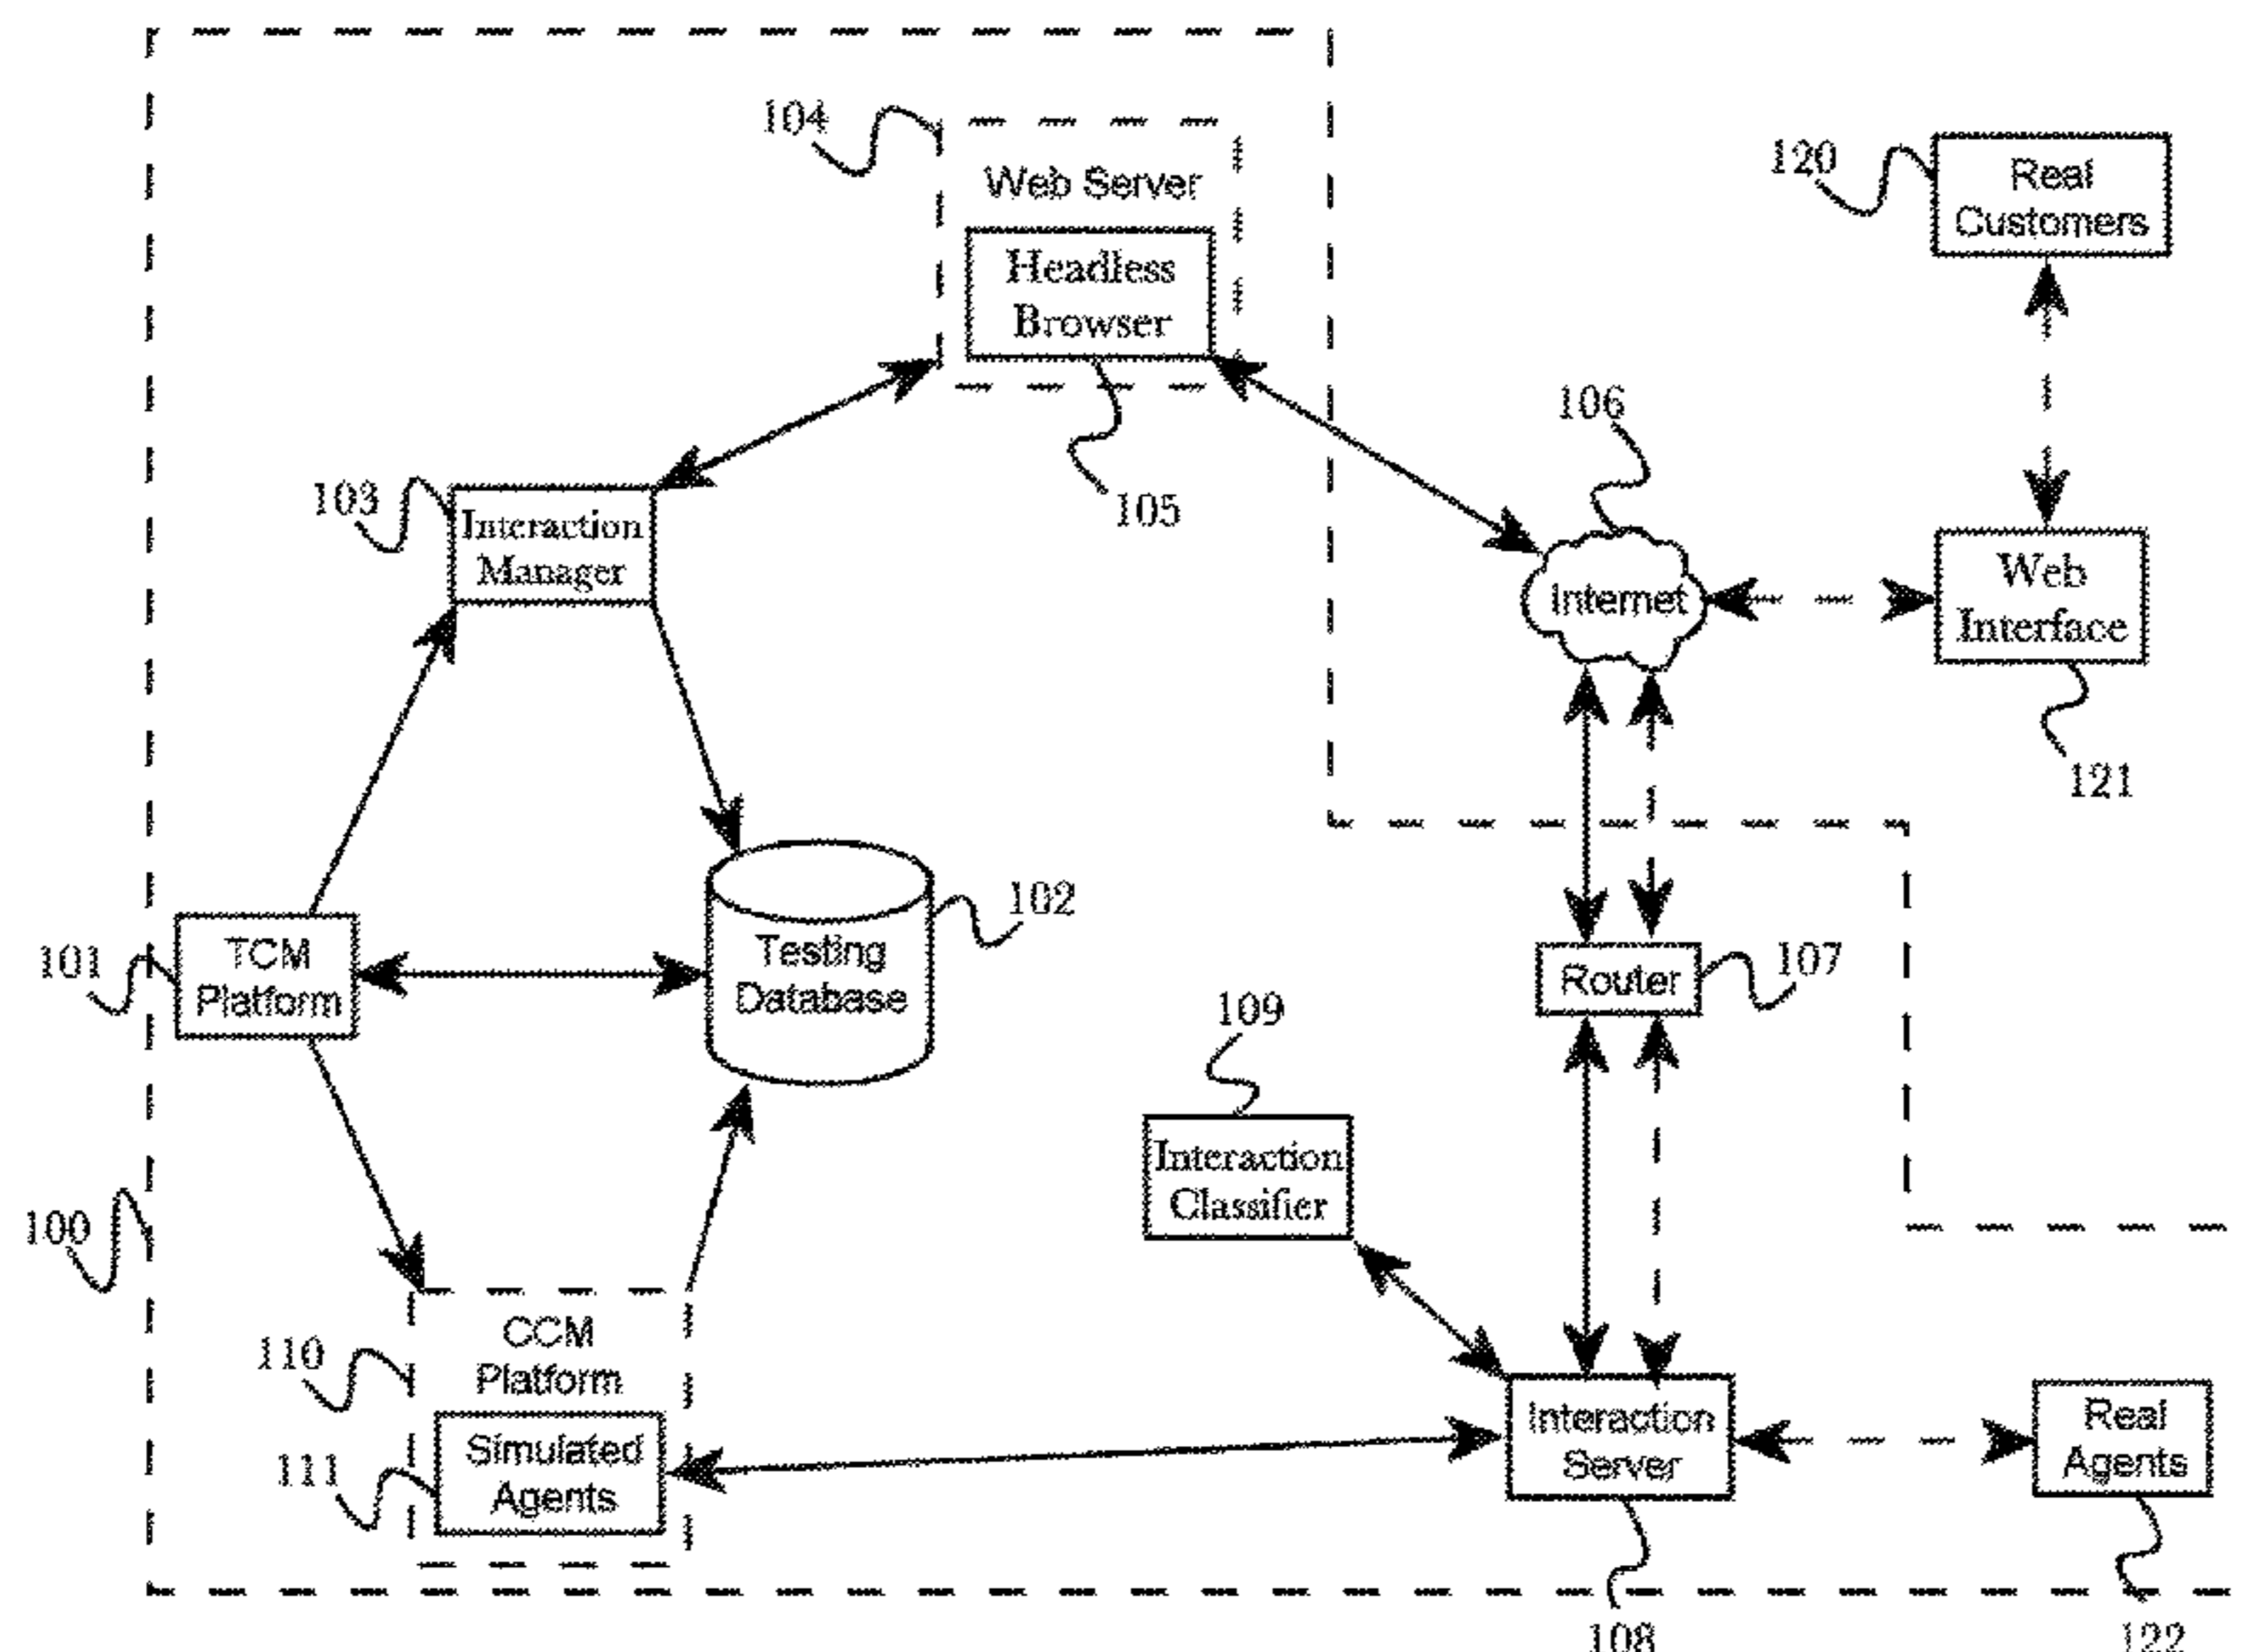 104
Web Server
Headless
Browser
105
120
Real
Customers
106
Internet
Web
Interface
121
103
Interaction
Manager
101
TCM
Platform
Testing
Database
102
Router
107
109
Interaction
Classifier
100
110
CCM
Platform
111
Simulated
Agents
Interaction
Server
108
Real
Agents
122